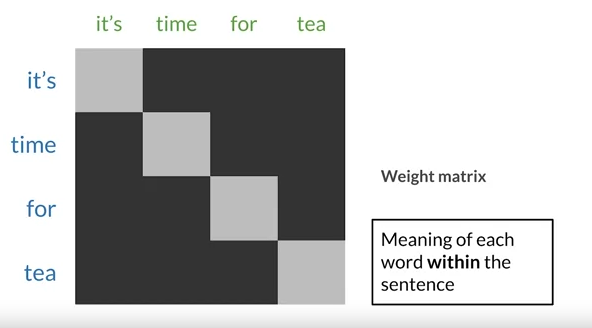 it's time for tea
it's
time
for
tea
Weight matrix
Meaning of each
word within the
sentence